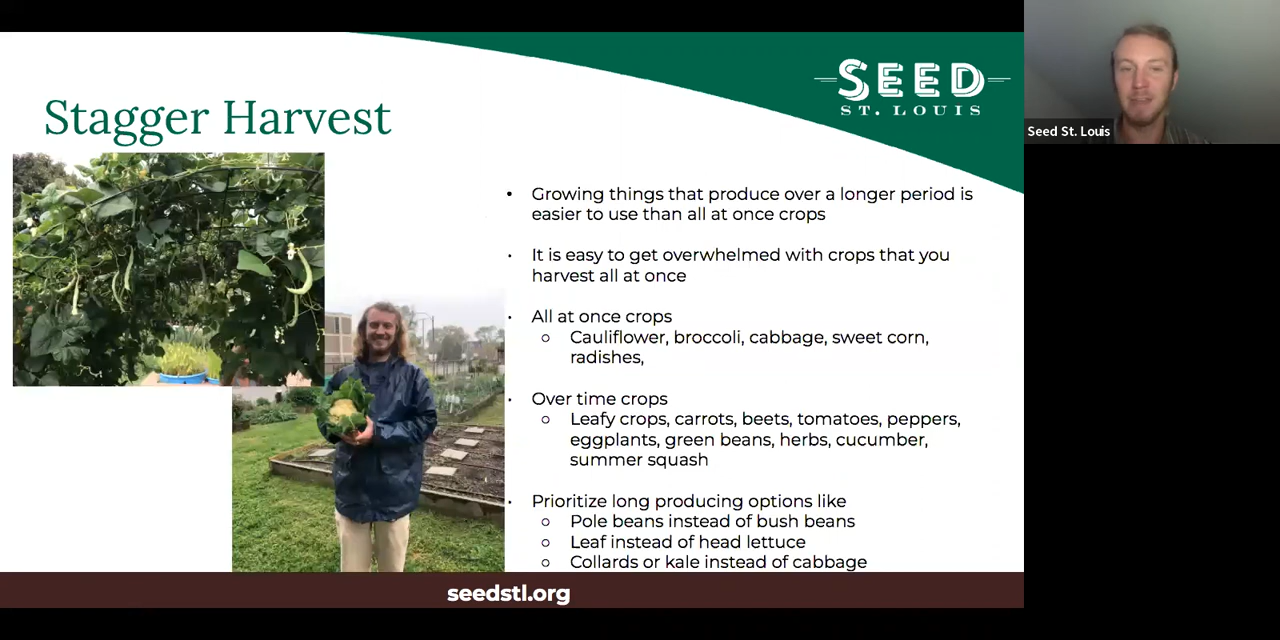 SEED
ST. LOUIS
Stagger Harvest
Seed St. Louis
• Growing things that produce over a longer period is
easier to use than all at once crops
• It is easy to get overwhelmed with crops that you
harvest all at once
• All at once crops
○ Cauliflower, broccoli, cabbage, sweet corn,
radishes,
• Over time crops
○ Leafy crops, carrots, beets, tomatoes, peppers,
eggplants, green beans, herbs, cucumber,
summer squash
• Prioritize long producing options like
○ Pole beans instead of bush beans
○ Leaf instead of head lettuce
○ Collards or kale instead of cabbage
seedstl.org